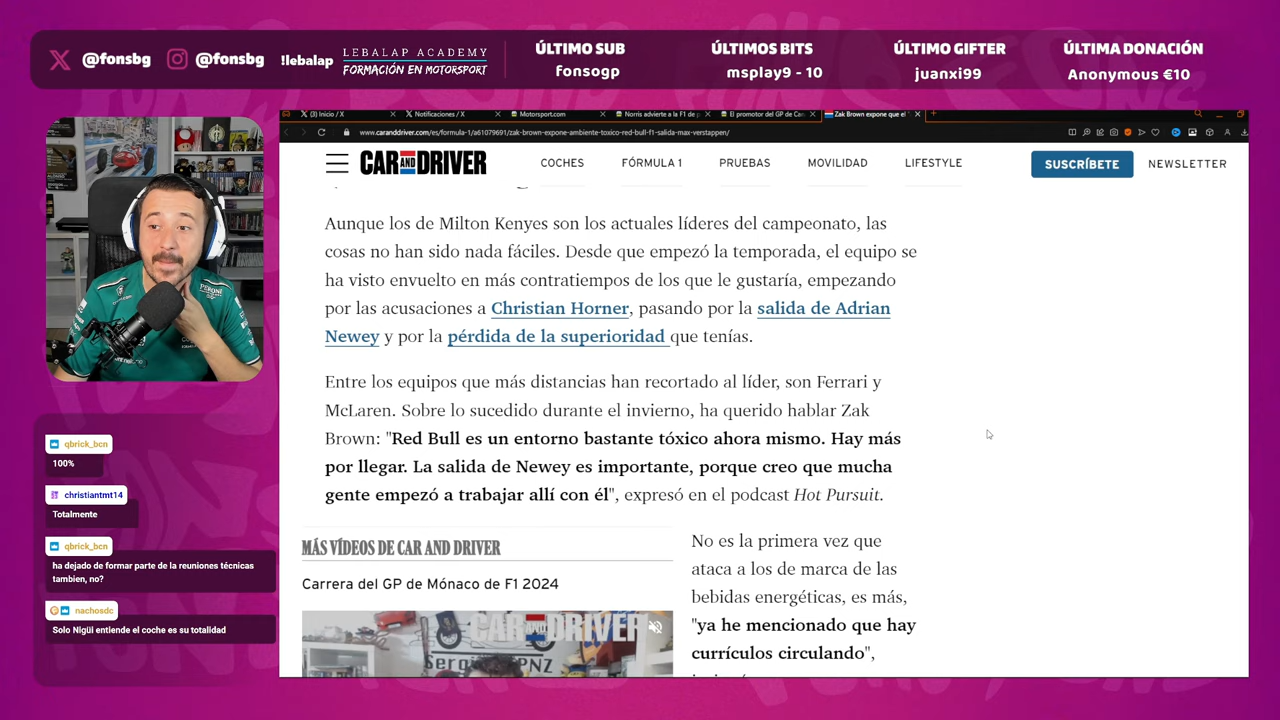 @fonsbg
@fonsbg
!lebalap
LEBALAP ACADEMY
FORMACIÓN EN MOTORSPORT
ÚLTIMO SUB
fonsogp
ÚLTIMOS BITS
msplay9 - 10
ÚLTIMO GIFTER
juanxi99
ÚLTIMA DONACIÓN
Anonymous €10
(3) Inicio / X
Notificaciones / X
Motorsport.com
Norris advierte a la F1 de p
El promotor del GP de Can
Zak Brown expone que el
www.caranddriver.com/es/formula-1/a61079691/zak-brown-expone-ambiente-toxico-red-bull-f1-salida-max-verstappen/
CAR AND DRIVER
COCHES
FÓRMULA 1
PRUEBAS
MOVILIDAD
LIFESTYLE
SUSCRÍBETE
NEWSLETTER
Aunque los de Milton Kenyes son los actuales líderes del campeonato, las
cosas no han sido nada fáciles. Desde que empezó la temporada, el equipo se
ha visto envuelto en más contratiempos de los que le gustaría, empezando
por las acusaciones a Christian Horner, pasando por la salida de Adrian
Newey y por la pérdida de la superioridad que tenías.
Entre los equipos que más distancias han recortado al líder, son Ferrari y
McLaren. Sobre lo sucedido durante el invierno, ha querido hablar Zak
Brown: "Red Bull es un entorno bastante tóxico ahora mismo. Hay más
por llegar. La salida de Newey es importante, porque creo que mucha
gente empezó a trabajar allí con él", expresó en el podcast Hot Pursuit.
MÁS VÍDEOS DE CAR AND DRIVER
Carrera del GP de Mónaco de F1 2024
CAR AND DRIVER
No es la primera vez que
ataca a los de marca de las
bebidas energéticas, es más,
"ya he mencionado que hay
currículos circulando",
qbrick_bcn
100%
christiantmt14
Totalmente
qbrick_bcn
ha dejado de formar parte de la reuniones técnicas
tambien, no?
nachosdc
Solo Nigüi entiende el coche es su totalidad